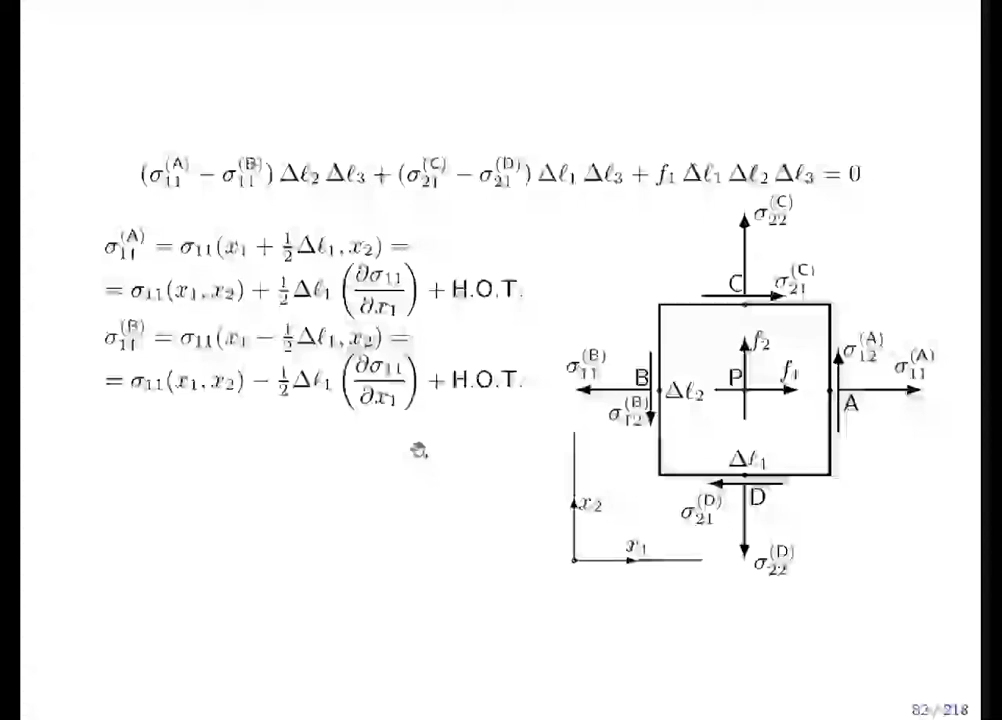 (σ₁₁^(A) − σ₁₁^(B)) Δℓ₂ Δℓ₃ + (σ₂₁^(C) − σ₂₁^(D)) Δℓ₁ Δℓ₃ + f₁ Δℓ₁ Δℓ₂ Δℓ₃ = 0
σ₁₁^(A) = σ₁₁(x₁ + ½Δℓ₁, x₂) =
= σ₁₁(x₁, x₂) + ½Δℓ₁ (∂σ₁₁/∂x₁) + H.O.T.
σ₁₁^(B) = σ₁₁(x₁ − ½Δℓ₁, x₂) =
= σ₁₁(x₁, x₂) − ½Δℓ₁ (∂σ₁₁/∂x₁) + H.O.T.
σ₂₂^(C)
C σ₂₁^(C)
f₂ σ₁₂^(A)
σ₁₁^(B) B P f₁ σ₁₁^(A)
Δℓ₂
σ₁₂^(B) A
Δℓ₁
σ₂₁^(D) D
x₂
x₁
σ₂₂^(D)
82 / 218